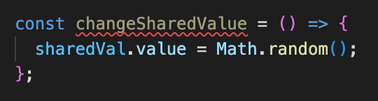 const changeSharedValue = () => {
sharedVal.value = Math.random();
};